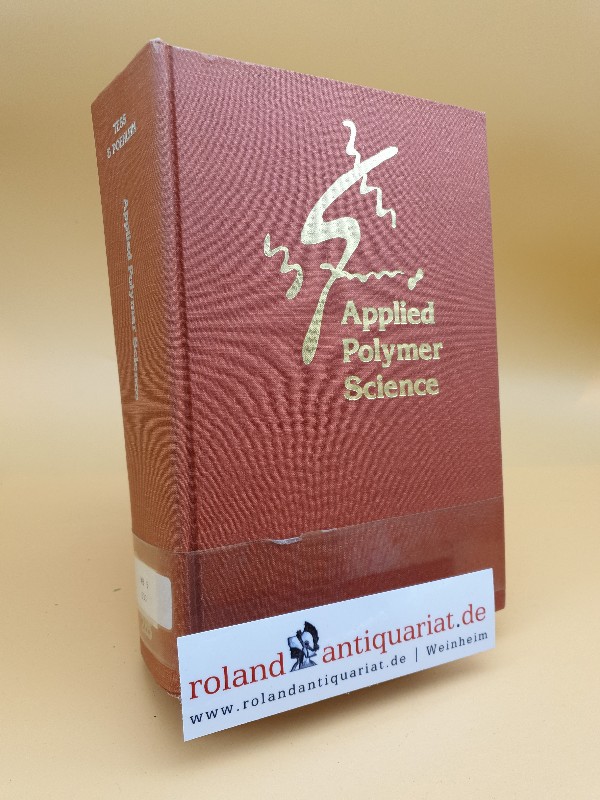 TESS
& POEHLEIN
Applied Polymer Science
Applied
Polymer
Science
roland antiquariat.de
www.rolandantiquariat.de | Weinheim